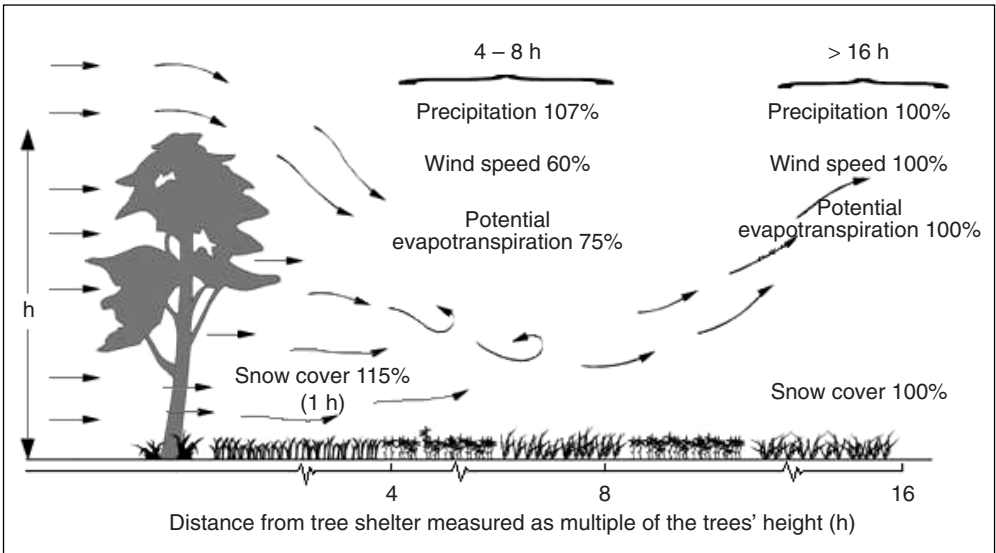 4 – 8 h
> 16 h
Precipitation 107%
Precipitation 100%
Wind speed 60%
Wind speed 100%
Potential
evapotranspiration 75%
Potential
evapotranspiration 100%
h
Snow cover 115%
(1 h)
Snow cover 100%
4
8
16
Distance from tree shelter measured as multiple of the trees’ height (h)